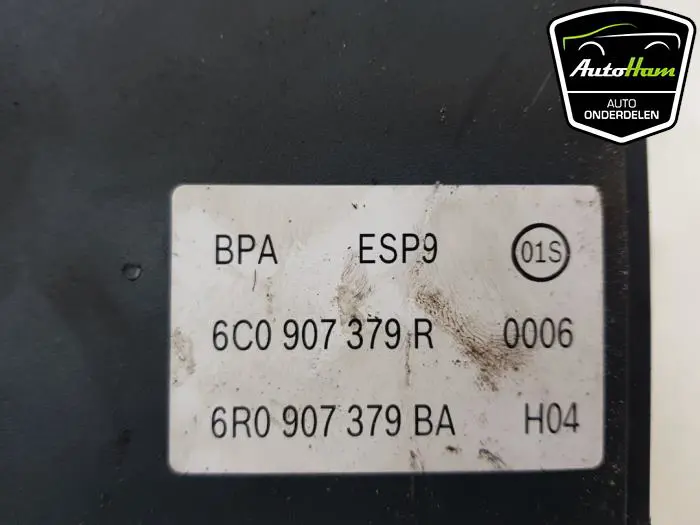 AutoHam
AUTO
ONDERDELEN
BPA ESP9 01S
6C0 907 379 R 0006
6R0 907 379 BA H04